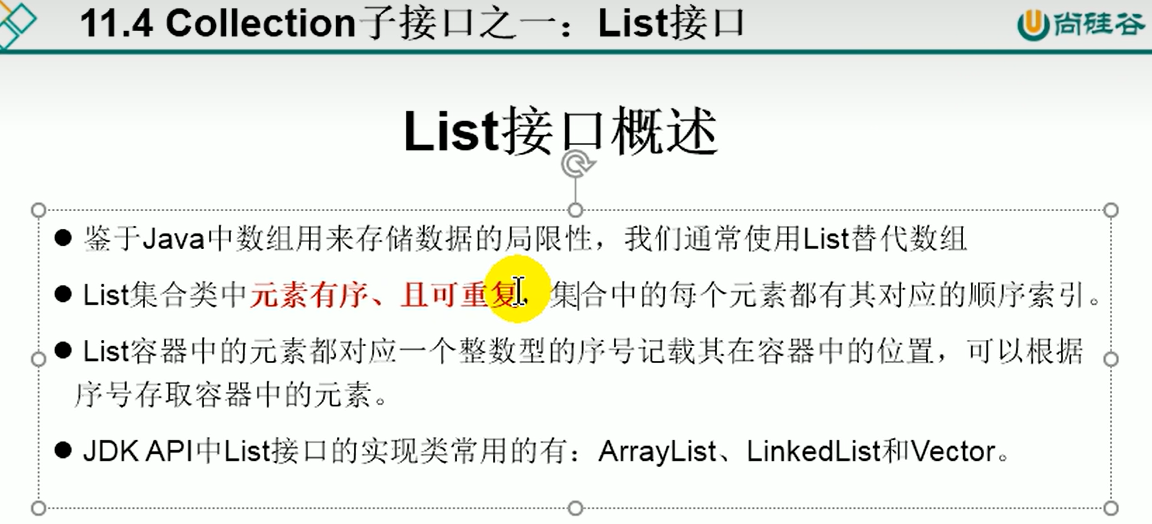 11.4 Collection子接口之一：List接口
尚硅谷
List接口概述
● 鉴于Java中数组用来存储数据的局限性，我们通常使用List替代数组
● List集合类中元素有序、且可重复，集合中的每个元素都有其对应的顺序索引。
● List容器中的元素都对应一个整数型的序号记载其在容器中的位置，可以根据
序号存取容器中的元素。
● JDK API中List接口的实现类常用的有：ArrayList、LinkedList和Vector。